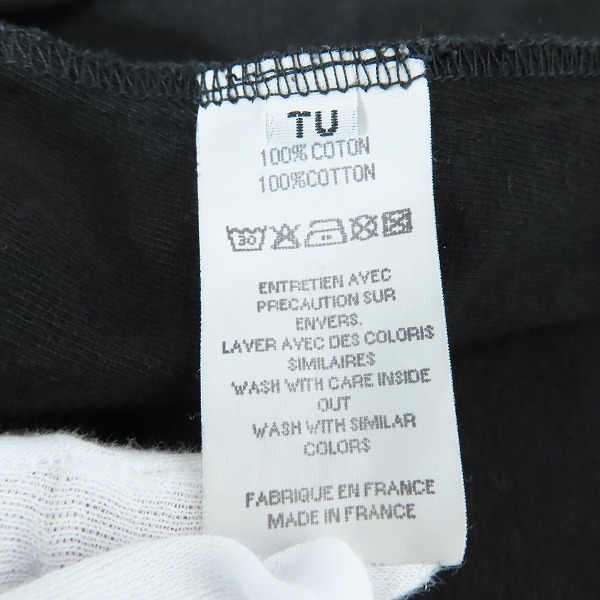 TU
100% COTON
100%COTTON
30
ENTRETIEN AVEC
PRECAUTION SUR
ENVERS.
LAVER AVEC DES COLORIS
SIMILAIRES
WASH WITH CARE INSIDE
OUT
WASH WITH SIMILAR
COLORS
FABRIQUE EN FRANCE
MADE IN FRANCE